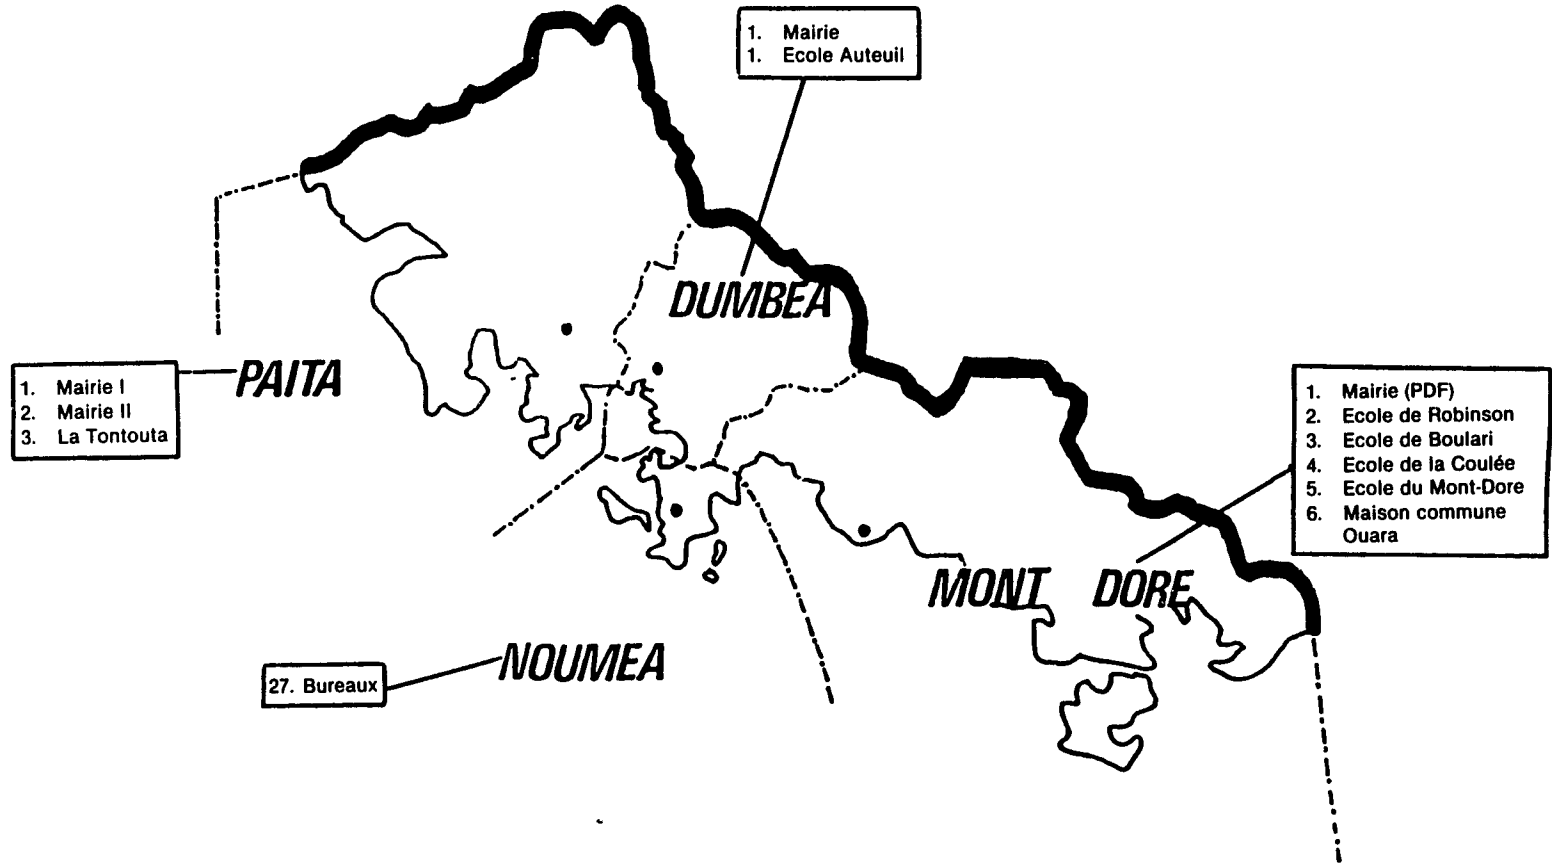 1. Mairie
1. Ecole Auteuil
DUMBEA
PAITA
1. Mairie I
2. Mairie II
3. La Tontouta
1. Mairie (PDF)
2. Ecole de Robinson
3. Ecole de Boulari
4. Ecole de la Coulée
5. Ecole du Mont-Dore
6. Maison commune
Ouara
MONT DORE
NOUMEA
27. Bureaux